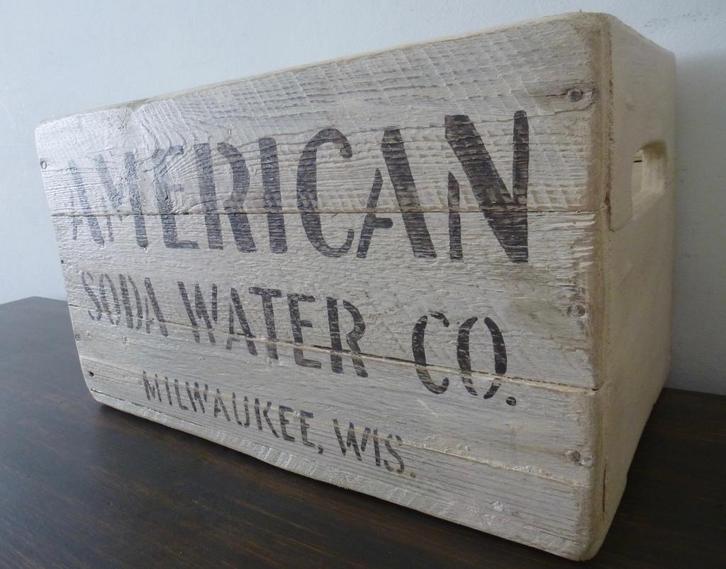 AMERICAN
SODA WATER CO.
MILWAUKEE, WIS.